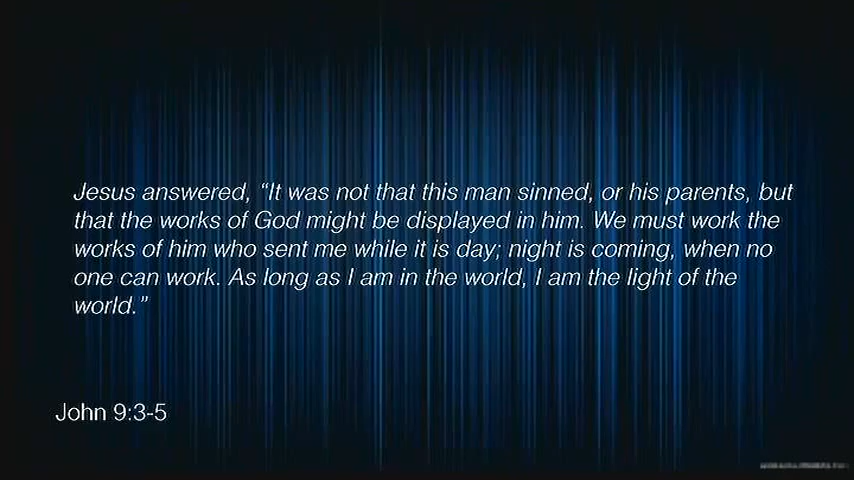 Jesus answered, “It was not that this man sinned, or his parents, but
that the works of God might be displayed in him. We must work the
works of him who sent me while it is day; night is coming, when no
one can work. As long as I am in the world, I am the light of the
world.”
John 9:3-5